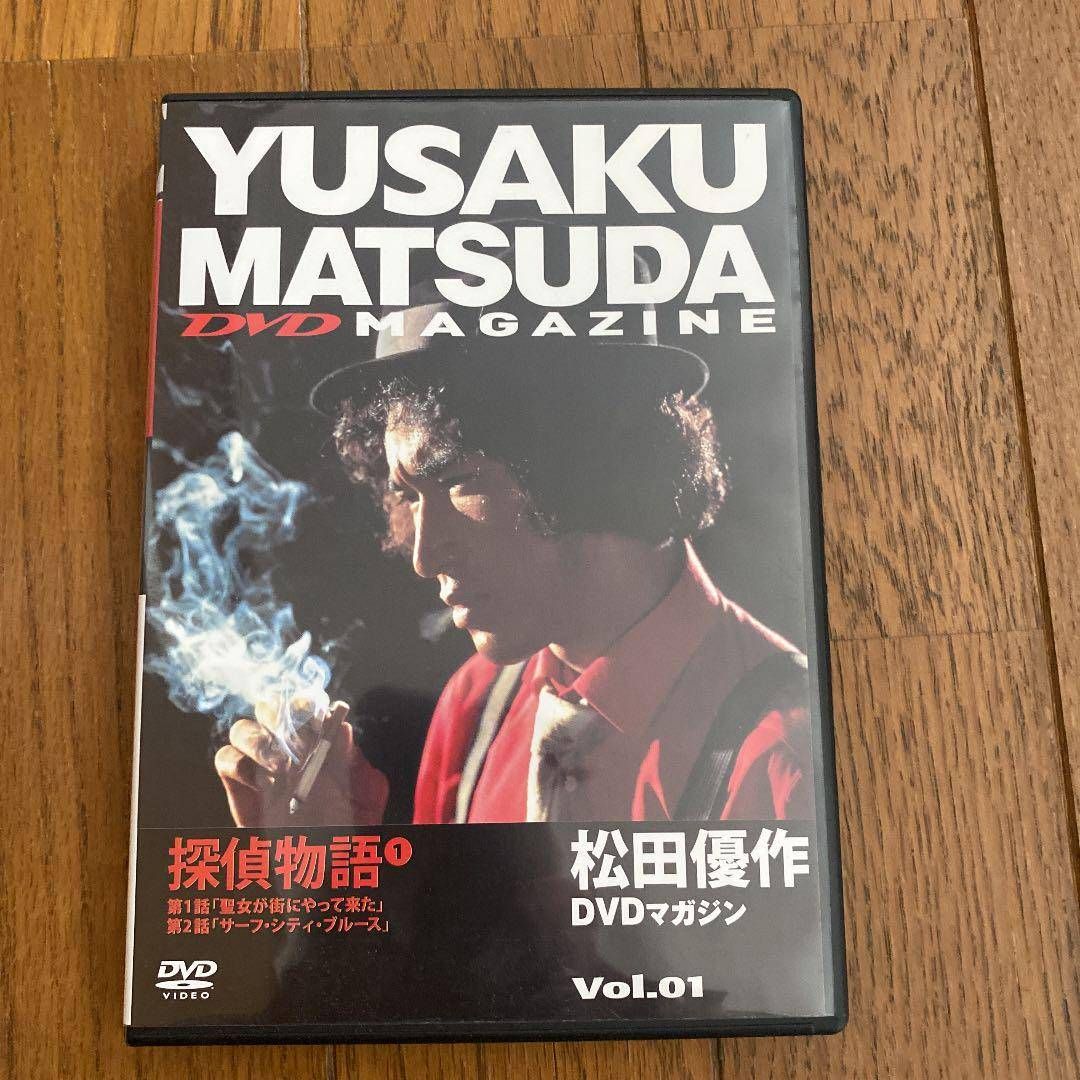 YUSAKU
MATSUDA
DVD MAGAZINE
探偵物語❶
第1話「聖女が街にやって来た」
第2話「サーフ・シティ・ブルース」
松田優作
DVDマガジン
DVD
VIDEO
Vol.01